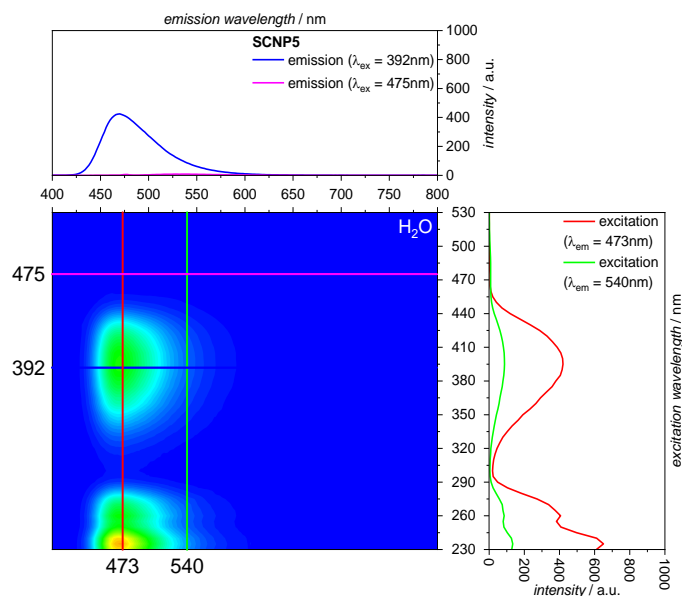 emission wavelength / nm
SCNP5
emission (λex = 392nm)
emission (λex = 475nm)
1000
800
600
400
200
0
intensity / a.u.
400 450 500 550 600 650 700 750 800
H2O
475
392
473 540
530
500
470
440
410
380
350
320
290
260
230
excitation
(λem = 473nm)
excitation
(λem = 540nm)
excitation wavelength / nm
0 200 400 600 800 1000
intensity / a.u.